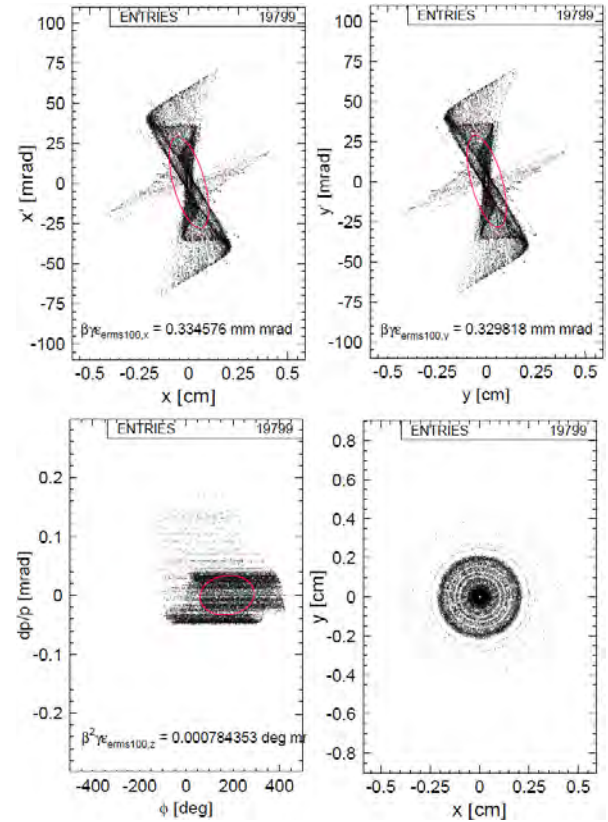 ENTRIES 19799
100
75
50
25
0
-25
-50
-75
-100
x' [mrad]
βγε_erms100,x = 0.334576 mm mrad
-0.5 -0.25 0 0.25 0.5
x [cm]
ENTRIES 19799
100
75
50
25
0
-25
-50
-75
-100
y' [mrad]
βγε_erms100,y = 0.329818 mm mrad
-0.5 -0.25 0 0.25 0.5
y [cm]
ENTRIES 19799
0.2
0.1
0
-0.1
-0.2
dp/p [mrad]
β²γε_erms100,z = 0.000784353 deg mr
-400 -200 0 200 400
ϕ [deg]
ENTRIES 19799
0.8
0.6
0.4
0.2
0
-0.2
-0.4
-0.6
-0.8
y [cm]
-0.5 -0.25 0 0.25 0.5
x [cm]